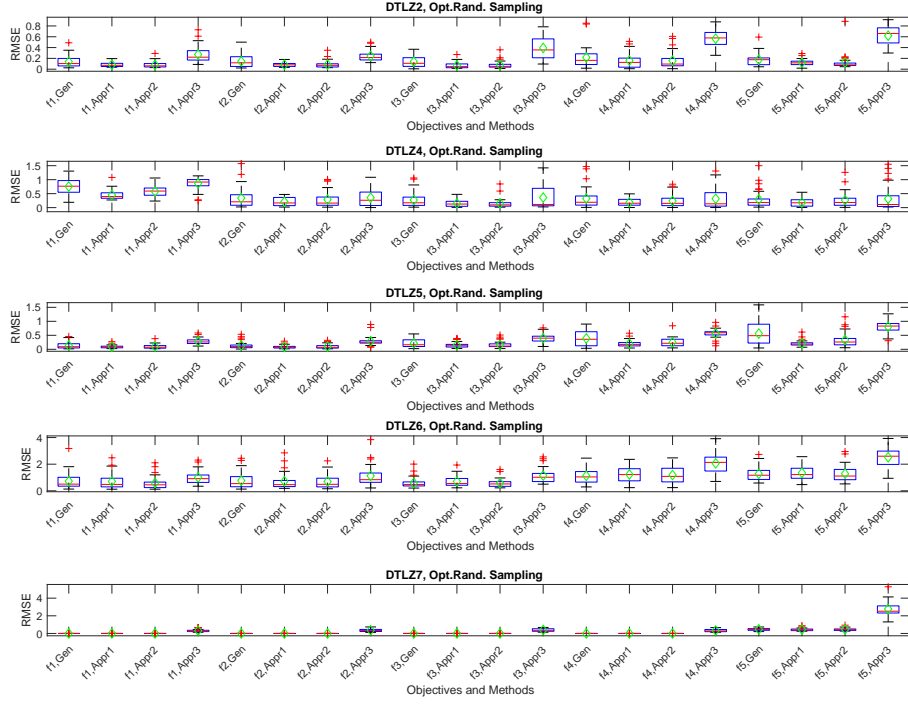 DTLZ2, Opt.Rand. Sampling
RMSE
0.8
0.6
0.4
0.2
0
f1,Gen f1,Appr1 f1,Appr2 f1,Appr3 f2,Gen f2,Appr1 f2,Appr2 f2,Appr3 f3,Gen f3,Appr1 f3,Appr2 f3,Appr3 f4,Gen f4,Appr1 f4,Appr2 f4,Appr3 f5,Gen f5,Appr1 f5,Appr2 f5,Appr3
Objectives and Methods
DTLZ4, Opt.Rand. Sampling
RMSE
1.5
1
0.5
0
f1,Gen f1,Appr1 f1,Appr2 f1,Appr3 f2,Gen f2,Appr1 f2,Appr2 f2,Appr3 f3,Gen f3,Appr1 f3,Appr2 f3,Appr3 f4,Gen f4,Appr1 f4,Appr2 f4,Appr3 f5,Gen f5,Appr1 f5,Appr2 f5,Appr3
Objectives and Methods
DTLZ5, Opt.Rand. Sampling
RMSE
1.5
1
0.5
0
f1,Gen f1,Appr1 f1,Appr2 f1,Appr3 f2,Gen f2,Appr1 f2,Appr2 f2,Appr3 f3,Gen f3,Appr1 f3,Appr2 f3,Appr3 f4,Gen f4,Appr1 f4,Appr2 f4,Appr3 f5,Gen f5,Appr1 f5,Appr2 f5,Appr3
Objectives and Methods
DTLZ6, Opt.Rand. Sampling
RMSE
4
2
0
f1,Gen f1,Appr1 f1,Appr2 f1,Appr3 f2,Gen f2,Appr1 f2,Appr2 f2,Appr3 f3,Gen f3,Appr1 f3,Appr2 f3,Appr3 f4,Gen f4,Appr1 f4,Appr2 f4,Appr3 f5,Gen f5,Appr1 f5,Appr2 f5,Appr3
Objectives and Methods
DTLZ7, Opt.Rand. Sampling
RMSE
4
2
0
f1,Gen f1,Appr1 f1,Appr2 f1,Appr3 f2,Gen f2,Appr1 f2,Appr2 f2,Appr3 f3,Gen f3,Appr1 f3,Appr2 f3,Appr3 f4,Gen f4,Appr1 f4,Appr2 f4,Appr3 f5,Gen f5,Appr1 f5,Appr2 f5,Appr3
Objectives and Methods